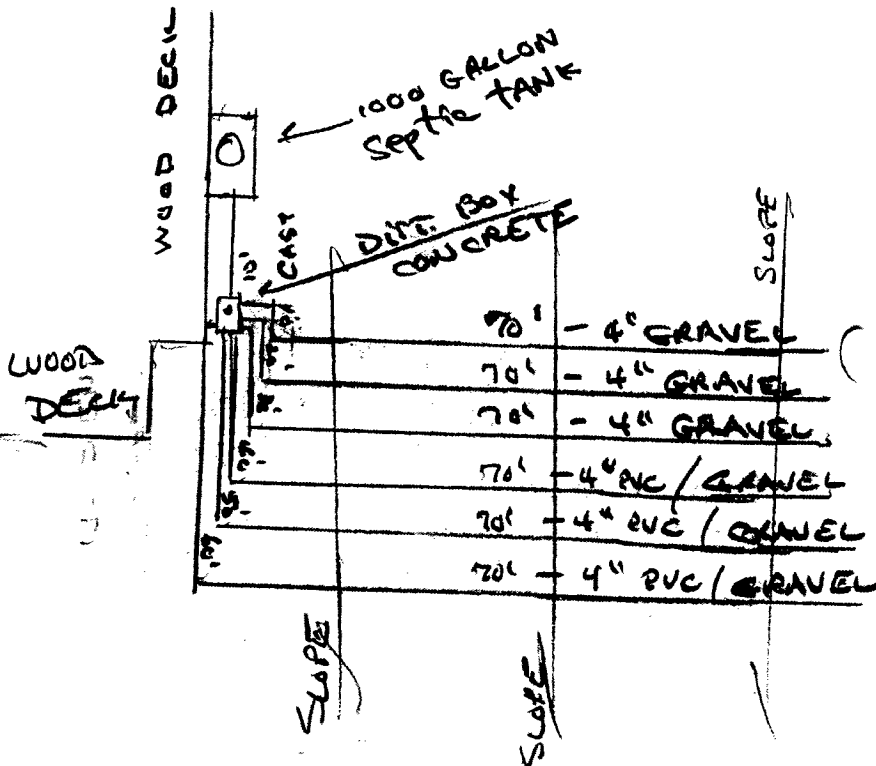 WOOD DECK
1000 GALLON
Septic TANK
DIST. BOX
CONCRETE
10' CAST
SLOPE
WOOD
DECK
70' - 4" GRAVEL
70' - 4" GRAVEL
70' - 4" GRAVEL
70' - 4" PVC / GRAVEL
70' - 4" PVC / GRAVEL
70' - 4" PVC / GRAVEL
60'
SLOPE
SLOPE